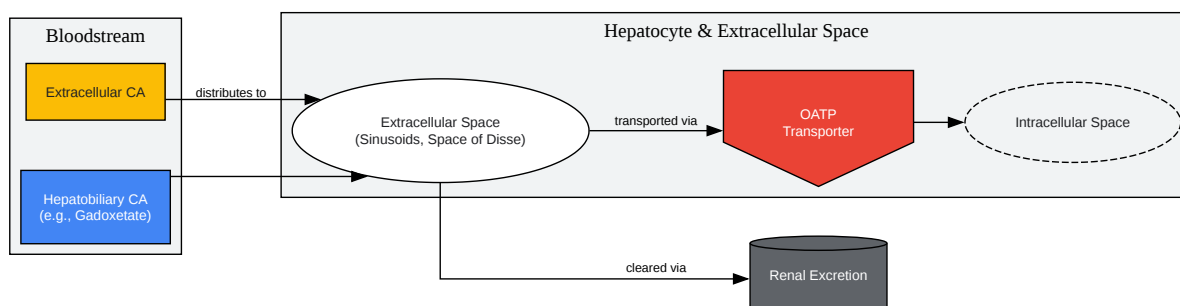 Bloodstream
Hepatocyte & Extracellular Space
Extracellular CA
distributes to
Extracellular Space
(Sinusoids, Space of Disse)
transported via
OATP
Transporter
Intracellular Space
Hepatobiliary CA
(e.g., Gadoxetate)
cleared via
Renal Excretion